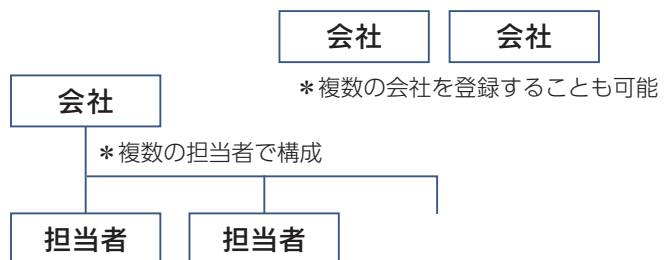 会社 会社
＊複数の会社を登録することも可能
会社
＊複数の担当者で構成
担当者 担当者